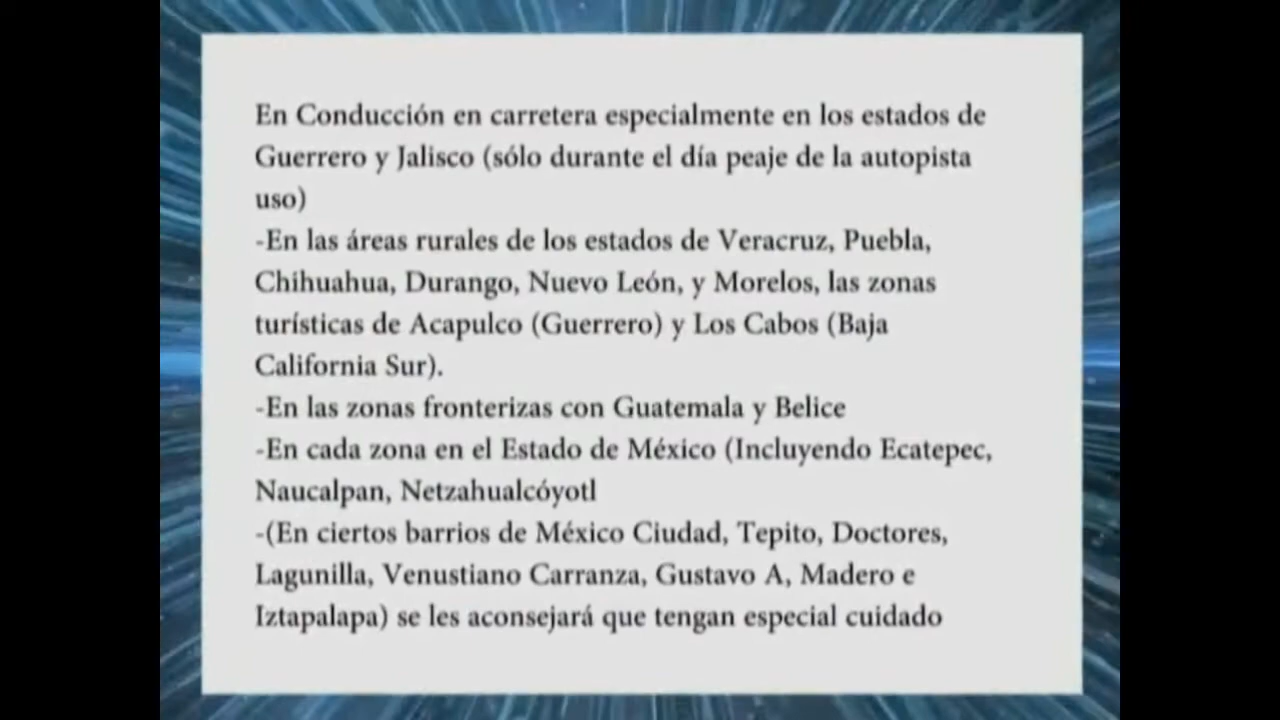 En Conducción en carretera especialmente en los estados de
Guerrero y Jalisco (sólo durante el día peaje de la autopista
uso)
-En las áreas rurales de los estados de Veracruz, Puebla,
Chihuahua, Durango, Nuevo León, y Morelos, las zonas
turísticas de Acapulco (Guerrero) y Los Cabos (Baja
California Sur).
-En las zonas fronterizas con Guatemala y Belice
-En cada zona en el Estado de México (Incluyendo Ecatepec,
Naucalpan, Netzahualcóyotl
-(En ciertos barrios de México Ciudad, Tepito, Doctores,
Lagunilla, Venustiano Carranza, Gustavo A, Madero e
Iztapalapa) se les aconsejará que tengan especial cuidado